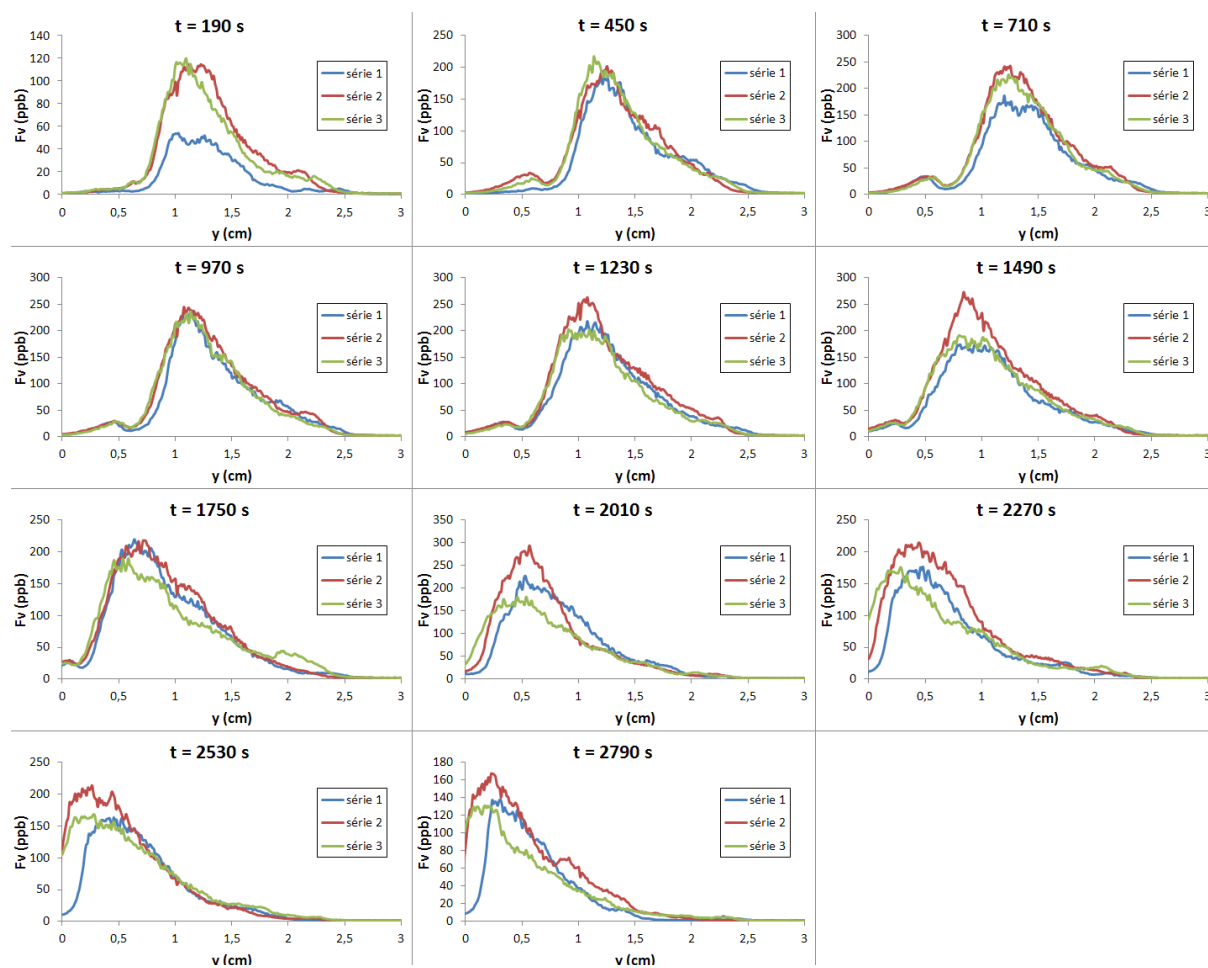 t = 190 s
140
120
100
80
60
40
20
0
Fv (ppb)
série 1
série 2
série 3
0 0,5 1 1,5 2 2,5 3
y (cm)
t = 450 s
250
200
150
100
50
0
Fv (ppb)
série 1
série 2
série 3
0 0,5 1 1,5 2 2,5 3
y (cm)
t = 710 s
300
250
200
150
100
50
0
Fv (ppb)
série 1
série 2
série 3
0 0,5 1 1,5 2 2,5 3
y (cm)
t = 970 s
300
250
200
150
100
50
0
Fv (ppb)
série 1
série 2
série 3
0 0,5 1 1,5 2 2,5 3
y (cm)
t = 1230 s
300
250
200
150
100
50
0
Fv (ppb)
série 1
série 2
série 3
0 0,5 1 1,5 2 2,5 3
y (cm)
t = 1490 s
300
250
200
150
100
50
0
Fv (ppb)
série 1
série 2
série 3
0 0,5 1 1,5 2 2,5 3
y (cm)
t = 1750 s
250
200
150
100
50
0
Fv (ppb)
série 1
série 2
série 3
0 0,5 1 1,5 2 2,5 3
y (cm)
t = 2010 s
350
300
250
200
150
100
50
0
Fv (ppb)
série 1
série 2
série 3
0 0,5 1 1,5 2 2,5 3
y (cm)
t = 2270 s
250
200
150
100
50
0
Fv (ppb)
série 1
série 2
série 3
0 0,5 1 1,5 2 2,5 3
y (cm)
t = 2530 s
250
200
150
100
50
0
Fv (ppb)
série 1
série 2
série 3
0 0,5 1 1,5 2 2,5 3
y (cm)
t = 2790 s
180
160
140
120
100
80
60
40
20
0
Fv (ppb)
série 1
série 2
série 3
0 0,5 1 1,5 2 2,5 3
y (cm)